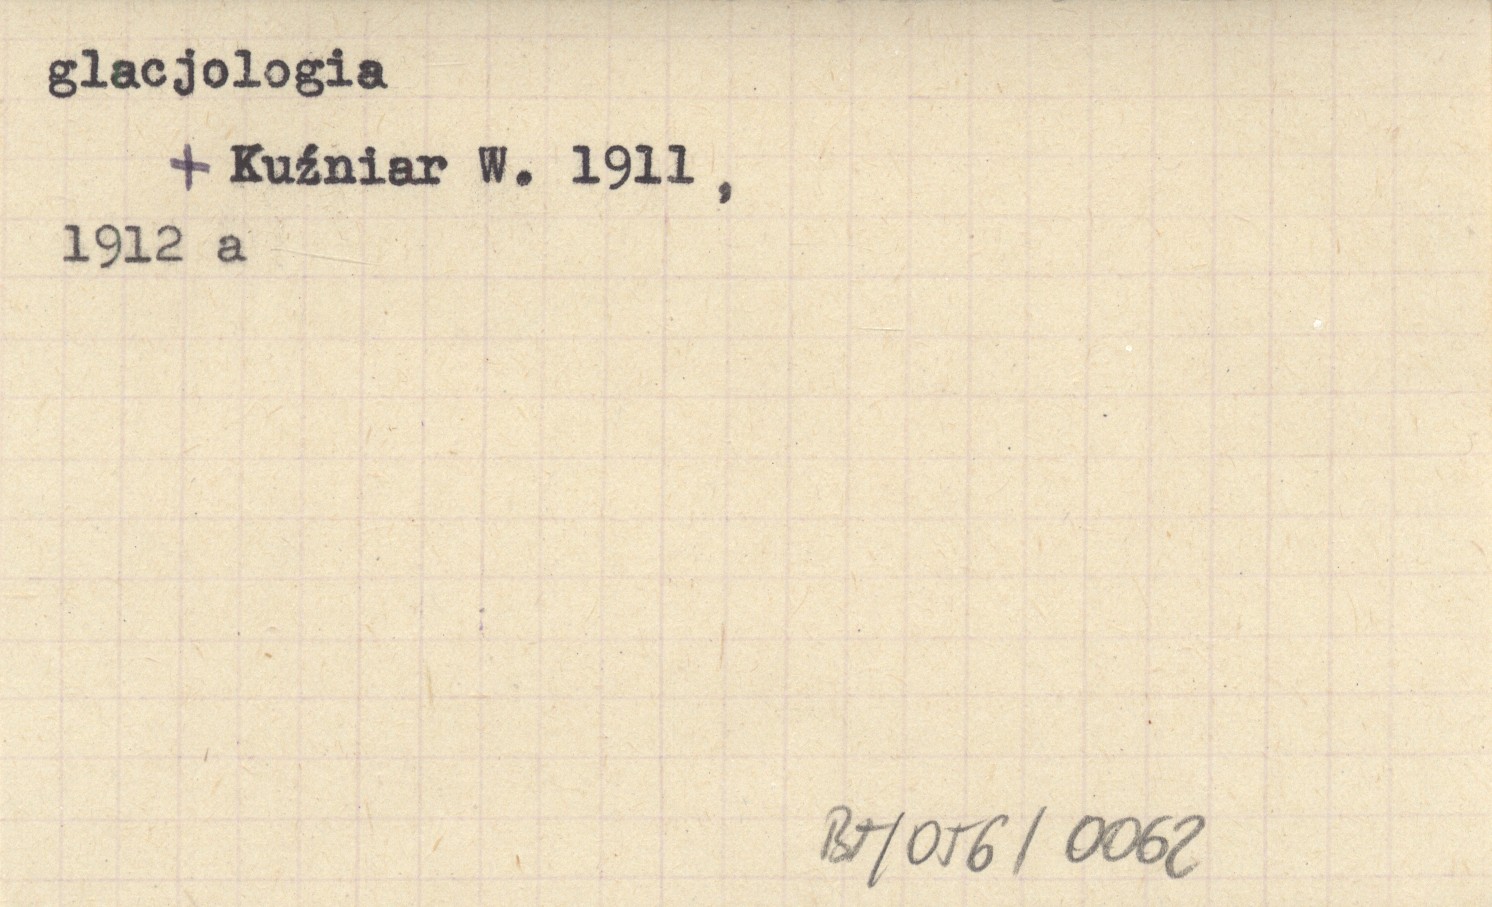 glacjologia
+ Kuźniar W. 1911,
1912 a
BT/056/0062